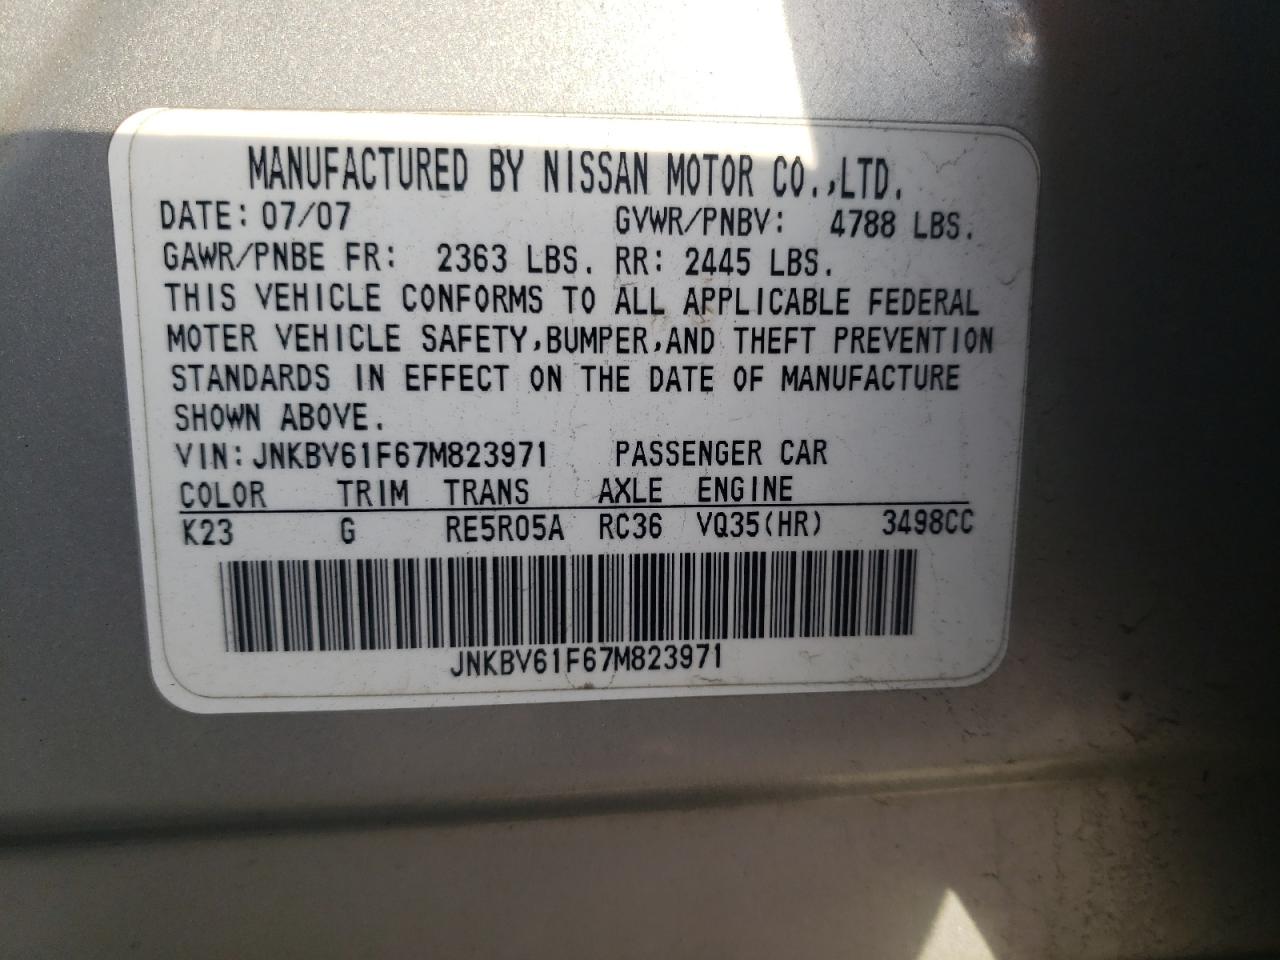 MANUFACTURED BY NISSAN MOTOR CO.,LTD.
DATE: 07/07 GVWR/PNBV: 4788 LBS.
GAWR/PNBE FR: 2363 LBS. RR: 2445 LBS.
THIS VEHICLE CONFORMS TO ALL APPLICABLE FEDERAL
MOTER VEHICLE SAFETY,BUMPER,AND THEFT PREVENTION
STANDARDS IN EFFECT ON THE DATE OF MANUFACTURE
SHOWN ABOVE.
VIN: JNKBV61F67M823971 PASSENGER CAR
COLOR TRIM TRANS AXLE ENGINE
K23 G RE5R05A RC36 VQ35(HR) 3498CC
JNKBV61F67M823971